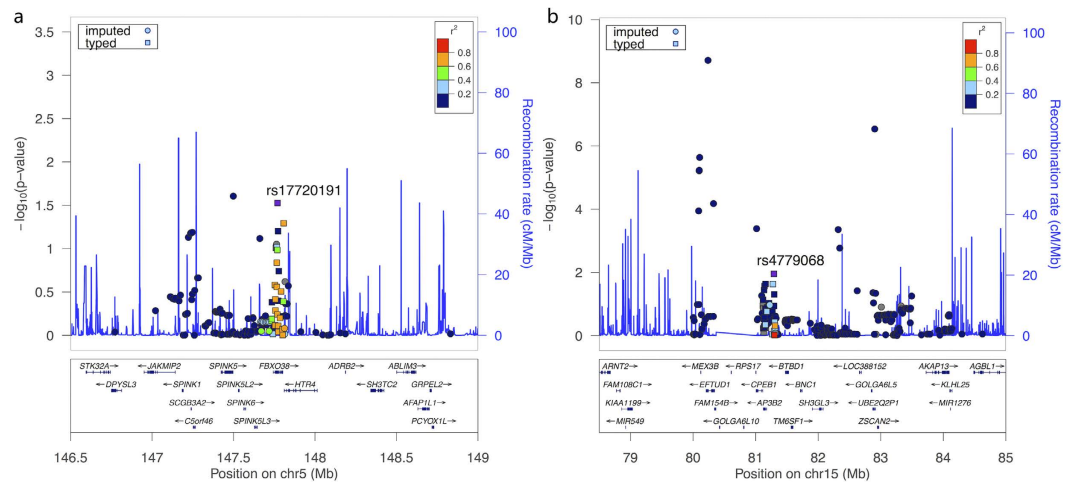 a
imputed
typed
r²
0.8
0.6
0.4
0.2
rs17720191
3.5
3
2.5
2
1.5
1
0.5
0
−log10(p-value)
100
80
60
40
20
0
Recombination rate (cM/Mb)
STK32A→ ←JAKMIP2 SPINK5→ FBXO38→ ADRB2→ ABLIM3→
←DPYSL3 ←SPINK1 SPINK5L2→ ←HTR4 ←SH3TC2 GRPEL2→
SCGB3A2→ SPINK6→ AFAP1L1→
←C5orf46 SPINK5L3→ PCYOX1L→
146.5 147 147.5 148 148.5 149
Position on chr5 (Mb)
b
imputed
typed
r²
0.8
0.6
0.4
0.2
rs4779068
10
8
6
4
2
0
−log10(p-value)
100
80
60
40
20
0
Recombination rate (cM/Mb)
←ARNT2 ←MEX3B ←RPS17 ←BTBD1 ←LOC388152 AKAP13→ AGBL1→
FAM108C1→ ←EFTUD1 ←CPEB1 ←BNC1 ←GOLGA6L5 ←KLHL25
KIAA1199→ FAM154B→ ←AP3B2 SH3GL3→ ←UBE2Q2P1 ←MIR1276
←MIR549 ←GOLGA6L10 TM6SF1→ ZSCAN2→
79 80 81 82 83 84 85
Position on chr15 (Mb)